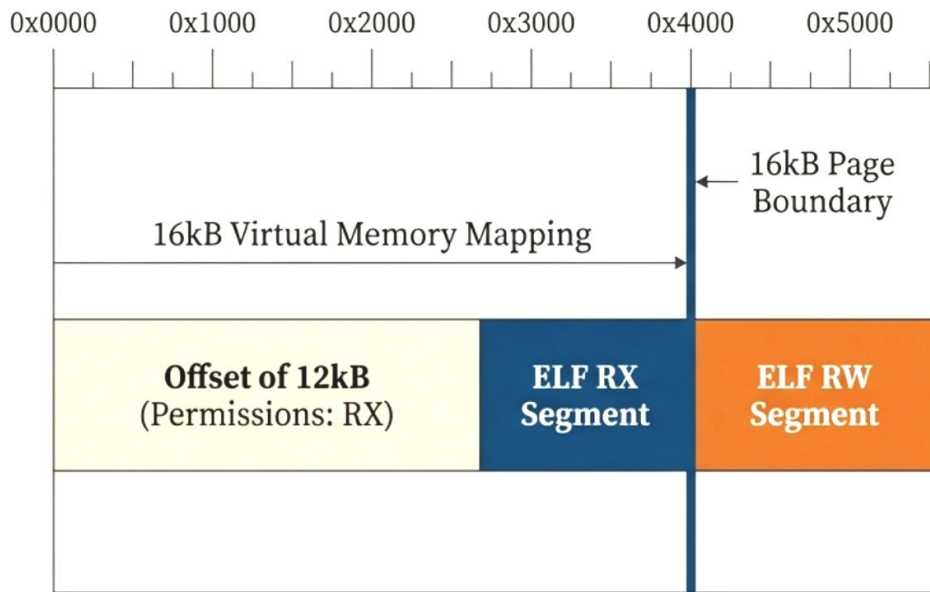 0x0000 0x1000 0x2000 0x3000 0x4000 0x5000
16kB Page
Boundary
16kB Virtual Memory Mapping
Offset of 12kB
(Permissions: RX)
ELF RX
Segment
ELF RW
Segment